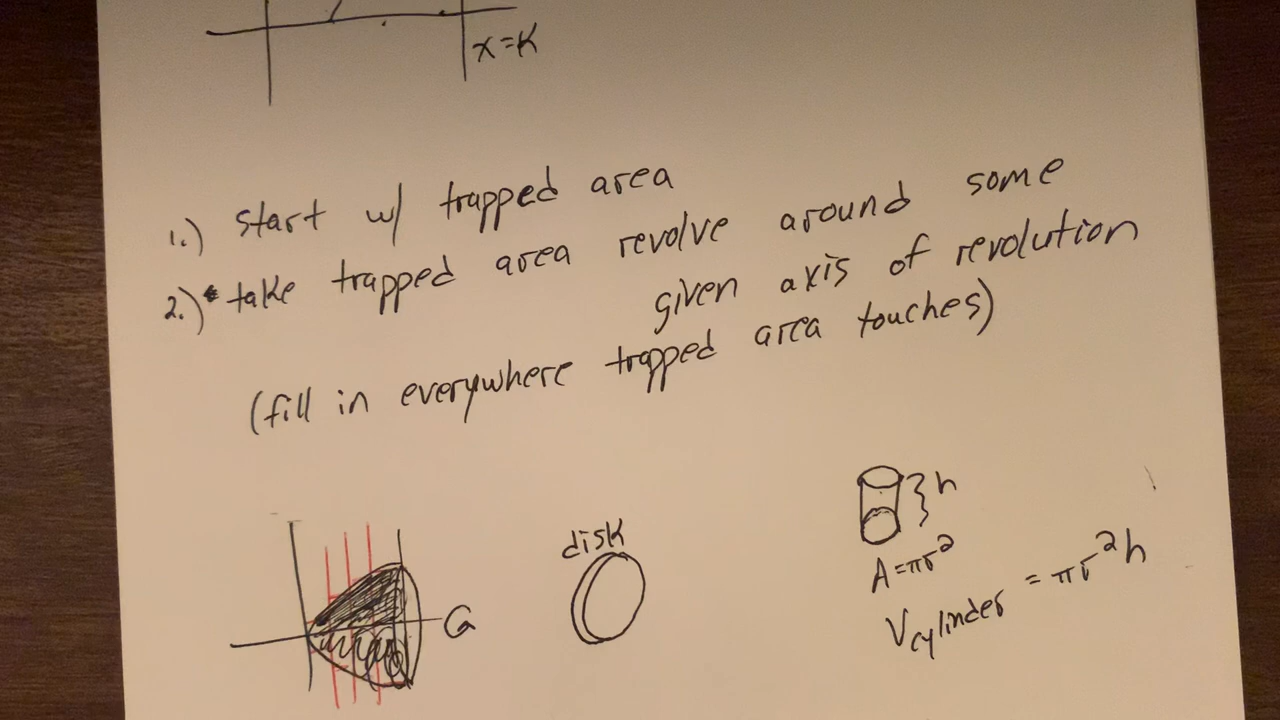 x=K
1.) start w/ trapped area
2.) take trapped area revolve around some
given axis of revolution
(fill in everywhere trapped area touches)
disk
h
A=πr²
V cylinder = πr²h